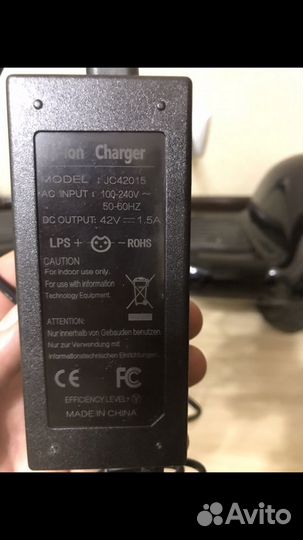 Li-ion Charger
MODEL : JC42015
AC INPUT : 100-240V～
50-60HZ
DC OUTPUT: 42V⎓1.5A
LPS + - ROHS
CAUTION
For indoor use only.
For use with information
Technology Equipment.
ATTENTION:
Nur innerhalb von Gebauden benutzen.
Nur zur Verwendung mit
informationstechnischen Einrichtungen.
CE FC
EFFICIENCY LEVEL: V
MADE IN CHINA
Avito